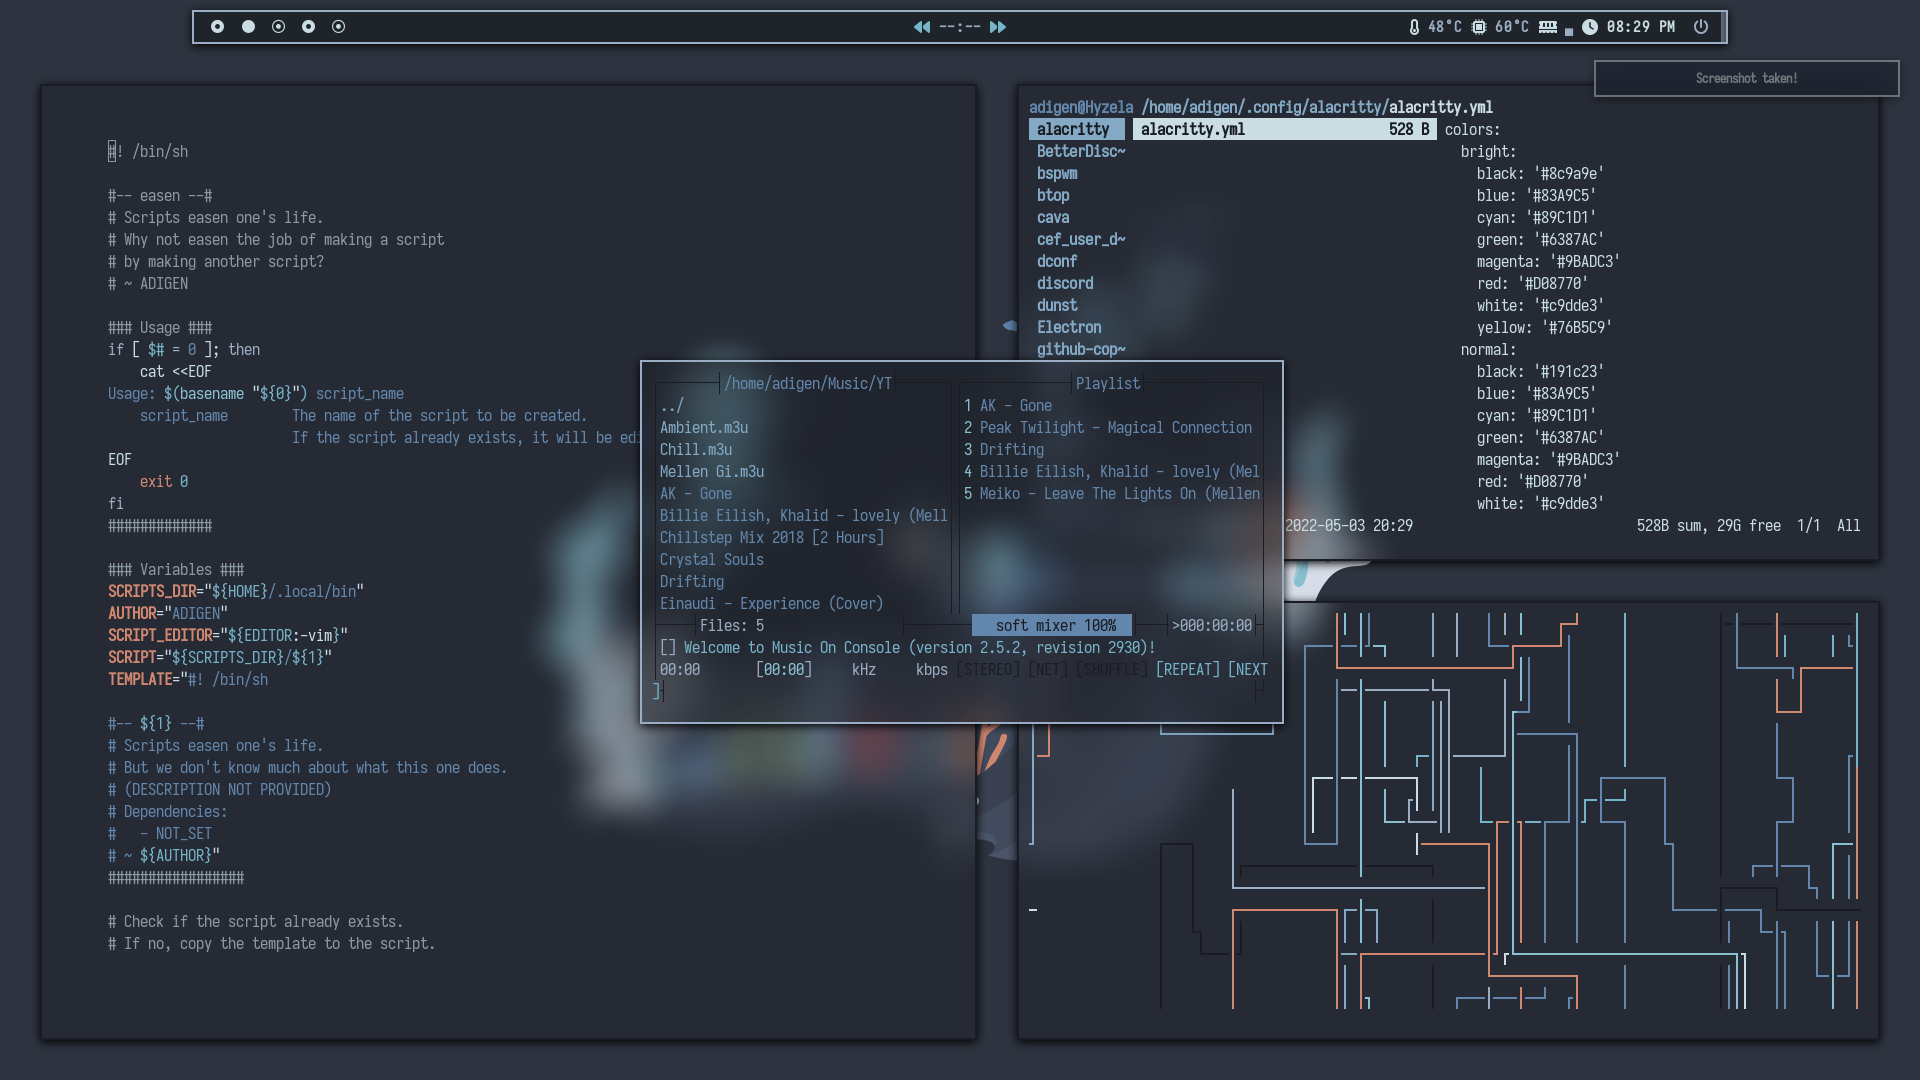 --:--
48°C 60°C 08:29 PM
Screenshot taken!
#! /bin/sh
#-- easen --#
# Scripts easen one's life.
# Why not easen the job of making a script
# by making another script?
# ~ ADIGEN
### Usage ###
if [ $# = 0 ]; then
cat <<EOF
Usage: $(basename "${0}") script_name
script_name The name of the script to be created.
If the script already exists, it will be edi
EOF
exit 0
fi
#############
### Variables ###
SCRIPTS_DIR="${HOME}/.local/bin"
AUTHOR="ADIGEN"
SCRIPT_EDITOR="${EDITOR:-vim}"
SCRIPT="${SCRIPTS_DIR}/${1}"
TEMPLATE="#! /bin/sh
#-- ${1} --#
# Scripts easen one's life.
# But we don't know much about what this one does.
# (DESCRIPTION NOT PROVIDED)
# Dependencies:
#   - NOT_SET
# ~ ${AUTHOR}"
#################
# Check if the script already exists.
# If no, copy the template to the script.
adigen@Hyzela /home/adigen/.config/alacritty/alacritty.yml
alacritty
BetterDisc~
bspwm
btop
cava
cef_user_d~
dconf
discord
dunst
Electron
github-cop~
alacritty.yml 528 B
colors:
bright:
black: '#8c9a9e'
blue: '#83A9C5'
cyan: '#89C1D1'
green: '#6387AC'
magenta: '#9BADC3'
red: '#D08770'
white: '#c9dde3'
yellow: '#76B5C9'
normal:
black: '#191c23'
blue: '#83A9C5'
cyan: '#89C1D1'
green: '#6387AC'
magenta: '#9BADC3'
red: '#D08770'
white: '#c9dde3'
2022-05-03 20:29 528B sum, 29G free 1/1 All
/home/adigen/Music/YT
../
Ambient.m3u
Chill.m3u
Mellen Gi.m3u
AK - Gone
Billie Eilish, Khalid - lovely (Mell
Chillstep Mix 2018 [2 Hours]
Crystal Souls
Drifting
Einaudi - Experience (Cover)
Playlist
1 AK - Gone
2 Peak Twilight - Magical Connection
3 Drifting
4 Billie Eilish, Khalid - lovely (Mel
5 Meiko - Leave The Lights On (Mellen
Files: 5 soft mixer 100% >000:00:00
[] Welcome to Music On Console (version 2.5.2, revision 2930)!
00:00 [00:00] kHz kbps [STEREO] [NET] [SHUFFLE] [REPEAT] [NEXT
]